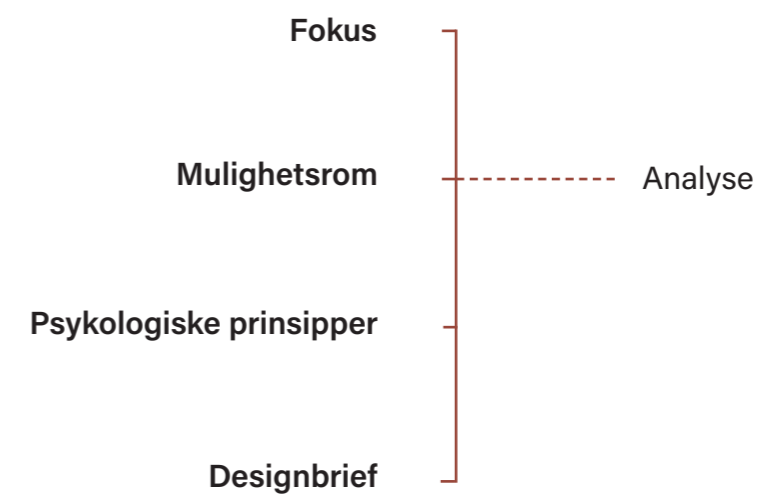 Fokus
Mulighetsrom
Analyse
Psykologiske prinsipper
Designbrief